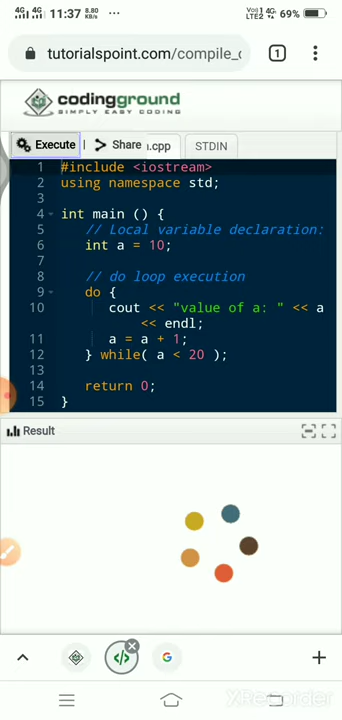 4G 4G 11:37 8.80 KB/s ... Vo) 1 LTE2 4G 69%
tutorialspoint.com/compile_c 1
codingground
SIMPLY EASY CODING
Execute | Share .cpp STDIN
1 #include <iostream>
2 using namespace std;
3
4 int main () {
5 // Local variable declaration:
6 int a = 10;
7
8 // do loop execution
9 do {
10 cout << "value of a: " << a
<< endl;
11 a = a + 1;
12 } while( a < 20 );
13
14 return 0;
15 }
Result
XRecorder